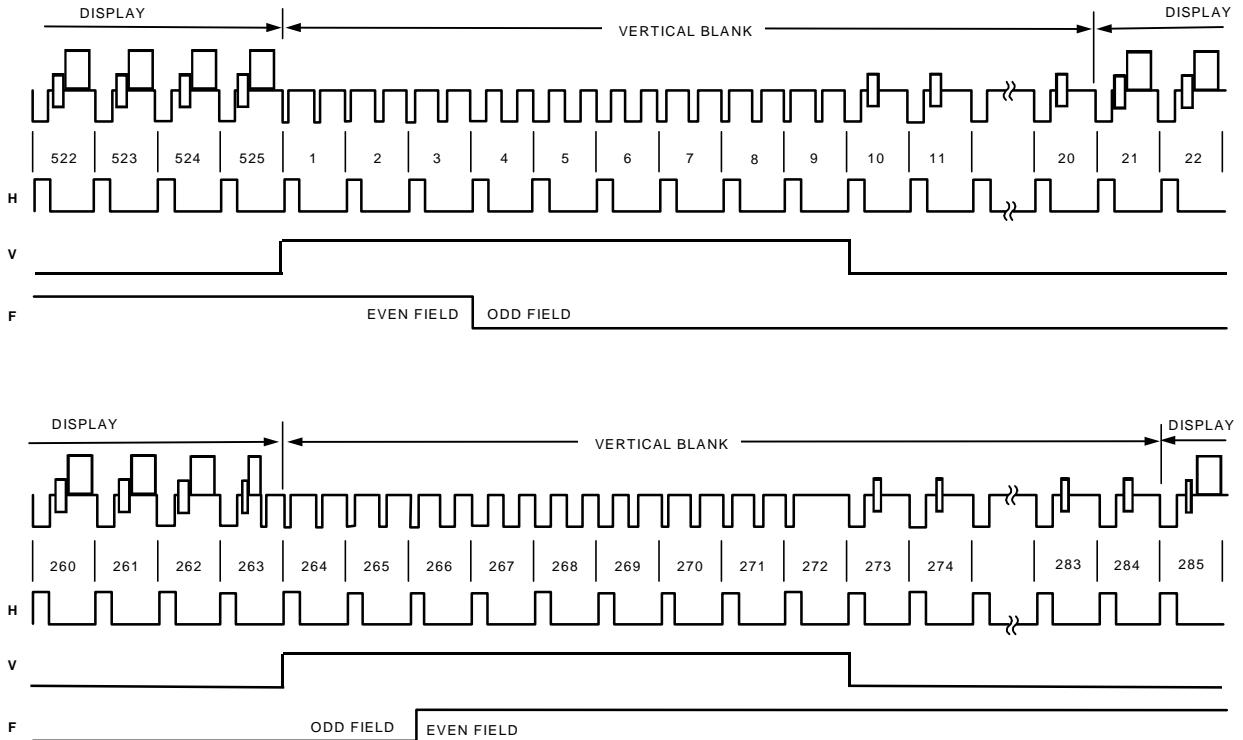 DISPLAY VERTICAL BLANK DISPLAY
522 523 524 525 1 2 3 4 5 6 7 8 9 10 11 20 21 22
H
V
F EVEN FIELD ODD FIELD
DISPLAY VERTICAL BLANK DISPLAY
260 261 262 263 264 265 266 267 268 269 270 271 272 273 274 283 284 285
H
V
F ODD FIELD EVEN FIELD